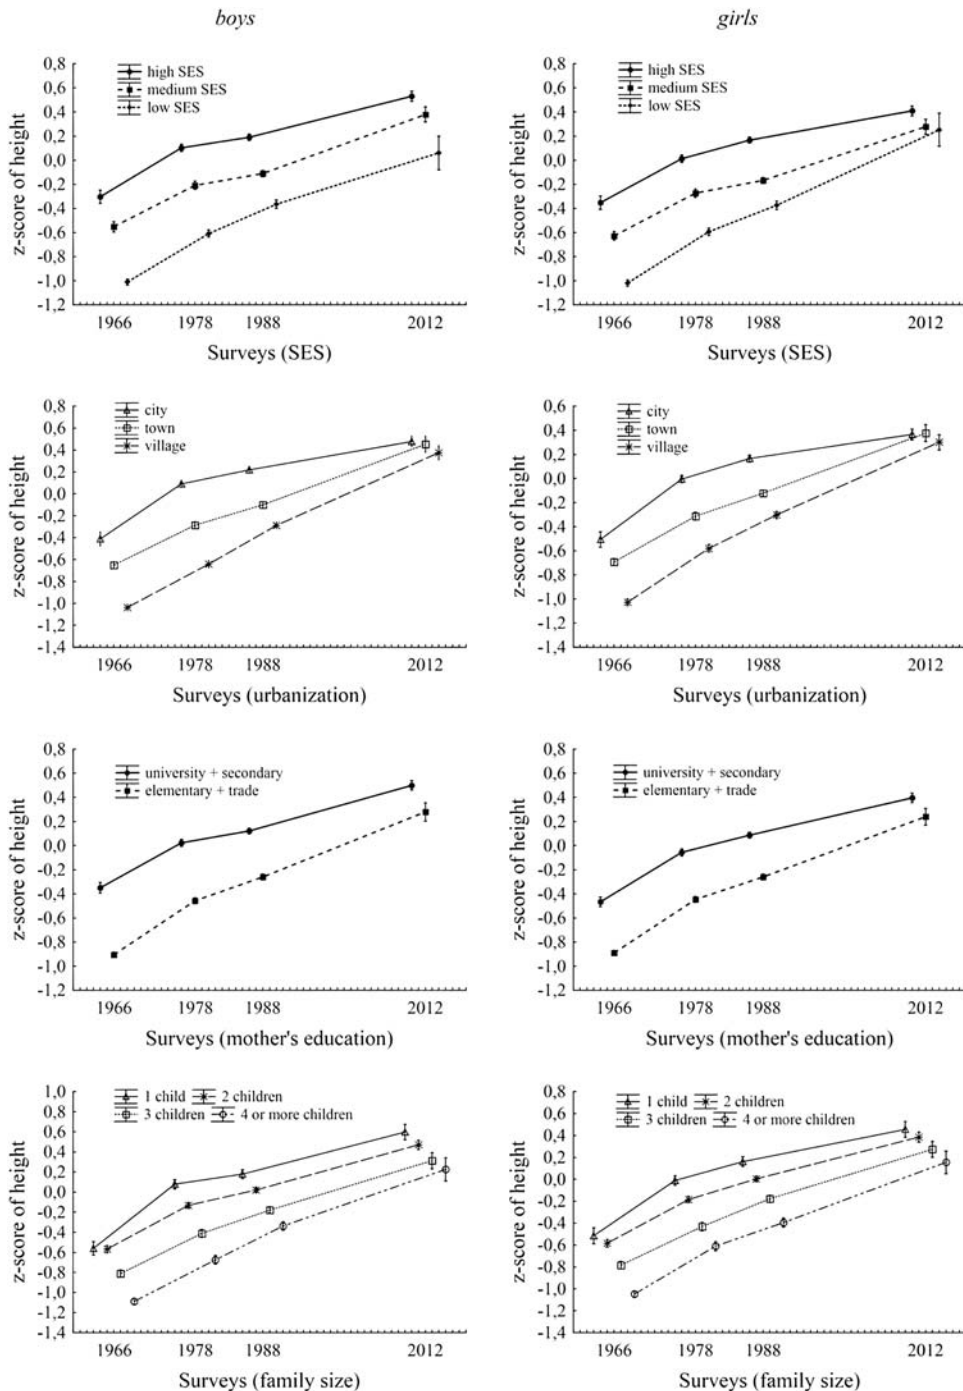 boys
z-score of height
0,8
0,6
0,4
0,2
0,0
-0,2
-0,4
-0,6
-0,8
-1,0
-1,2
high SES
medium SES
low SES
1966 1978 1988 2012
Surveys (SES)
girls
z-score of height
0,8
0,6
0,4
0,2
0,0
-0,2
-0,4
-0,6
-0,8
-1,0
-1,2
high SES
medium SES
low SES
1966 1978 1988 2012
Surveys (SES)
z-score of height
0,8
0,6
0,4
0,2
0,0
-0,2
-0,4
-0,6
-0,8
-1,0
-1,2
-1,4
city
town
village
1966 1978 1988 2012
Surveys (urbanization)
z-score of height
0,6
0,4
0,2
0,0
-0,2
-0,4
-0,6
-0,8
-1,0
-1,2
-1,4
city
town
village
1966 1978 1988 2012
Surveys (urbanization)
z-score of height
0,8
0,6
0,4
0,2
0,0
-0,2
-0,4
-0,6
-0,8
-1,0
-1,2
university + secondary
elementary + trade
1966 1978 1988 2012
Surveys (mother's education)
z-score of height
0,8
0,6
0,4
0,2
0,0
-0,2
-0,4
-0,6
-0,8
-1,0
-1,2
university + secondary
elementary + trade
1966 1978 1988 2012
Surveys (mother's education)
z-score of height
1,0
0,8
0,6
0,4
0,2
0,0
-0,2
-0,4
-0,6
-0,8
-1,0
-1,2
-1,4
1 child 2 children
3 children 4 or more children
1966 1978 1988 2012
Surveys (family size)
z-score of height
0,8
0,6
0,4
0,2
0,0
-0,2
-0,4
-0,6
-0,8
-1,0
-1,2
-1,4
1 child 2 children
3 children 4 or more children
1966 1978 1988 2012
Surveys (family size)